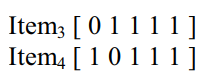 Item₃ [ 0 1 1 1 1 ]
Item₄ [ 1 0 1 1 1 ]